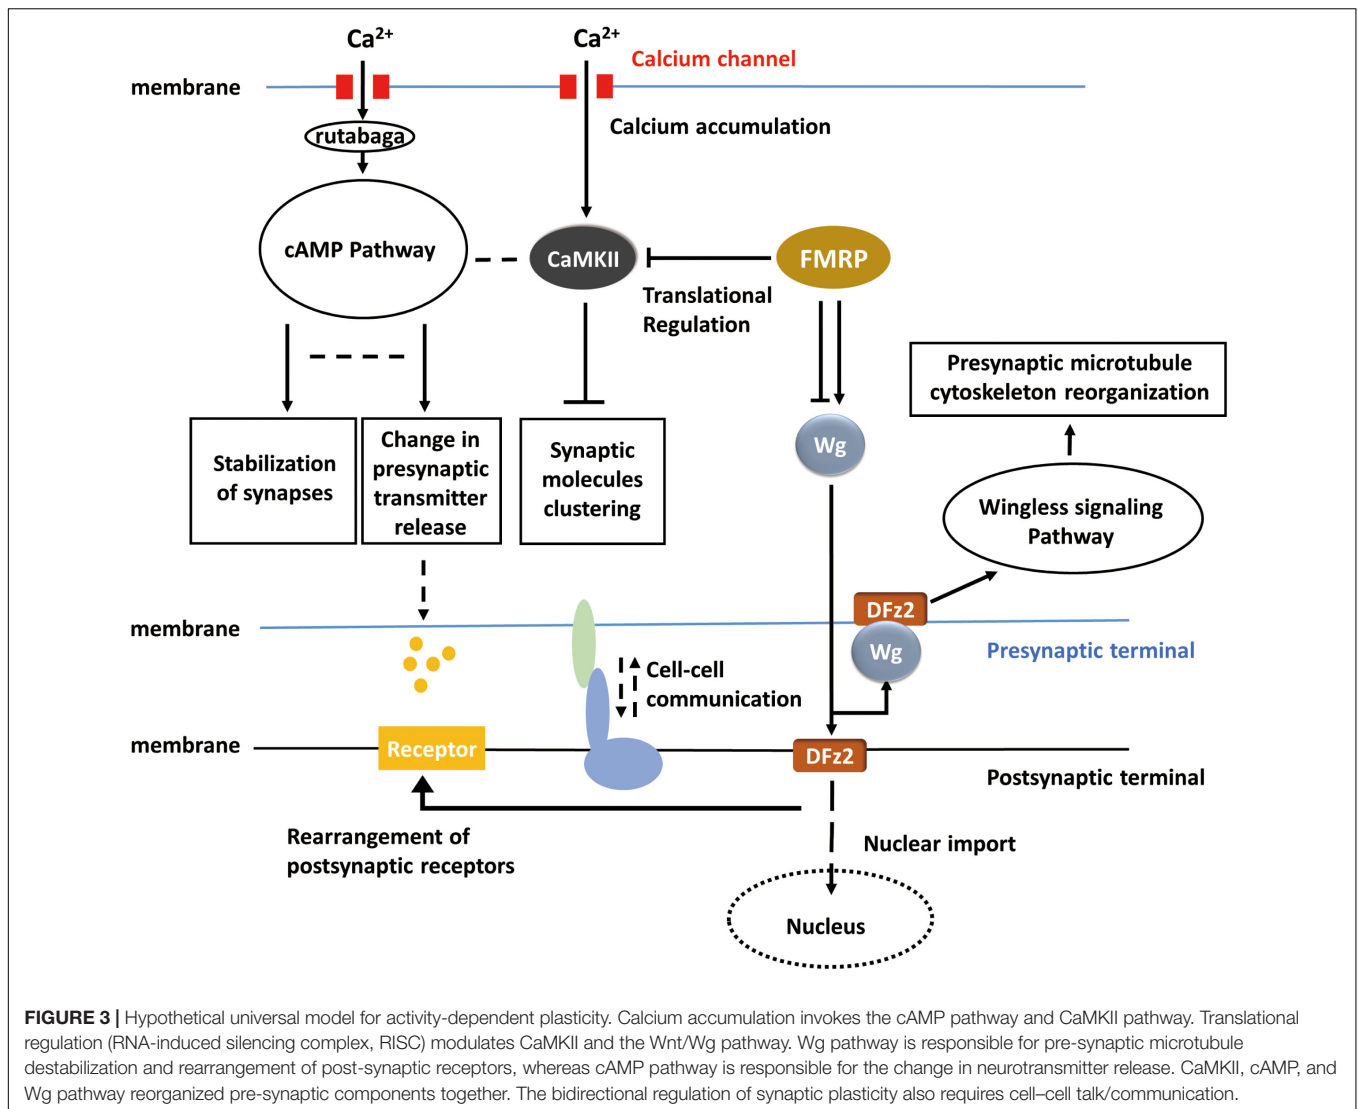 Ca²⁺
Ca²⁺
Calcium channel
membrane
Calcium accumulation
rutabaga
cAMP Pathway
CaMKII
FMRP
Translational
Regulation
Presynaptic microtubule
cytoskeleton reorganization
Stabilization
of synapses
Change in
presynaptic
transmitter
release
Synaptic
molecules
clustering
Wg
Wingless signaling
Pathway
DFz2
membrane
Wg
Presynaptic terminal
Cell-cell
communication
membrane
Receptor
DFz2
Postsynaptic terminal
Rearrangement of
postsynaptic receptors
Nuclear import
Nucleus
FIGURE 3 | Hypothetical universal model for activity-dependent plasticity. Calcium accumulation invokes the cAMP pathway and CaMKII pathway. Translational
regulation (RNA-induced silencing complex, RISC) modulates CaMKII and the Wnt/Wg pathway. Wg pathway is responsible for pre-synaptic microtubule
destabilization and rearrangement of post-synaptic receptors, whereas cAMP pathway is responsible for the change in neurotransmitter release. CaMKII, cAMP, and
Wg pathway reorganized pre-synaptic components together. The bidirectional regulation of synaptic plasticity also requires cell–cell talk/communication.